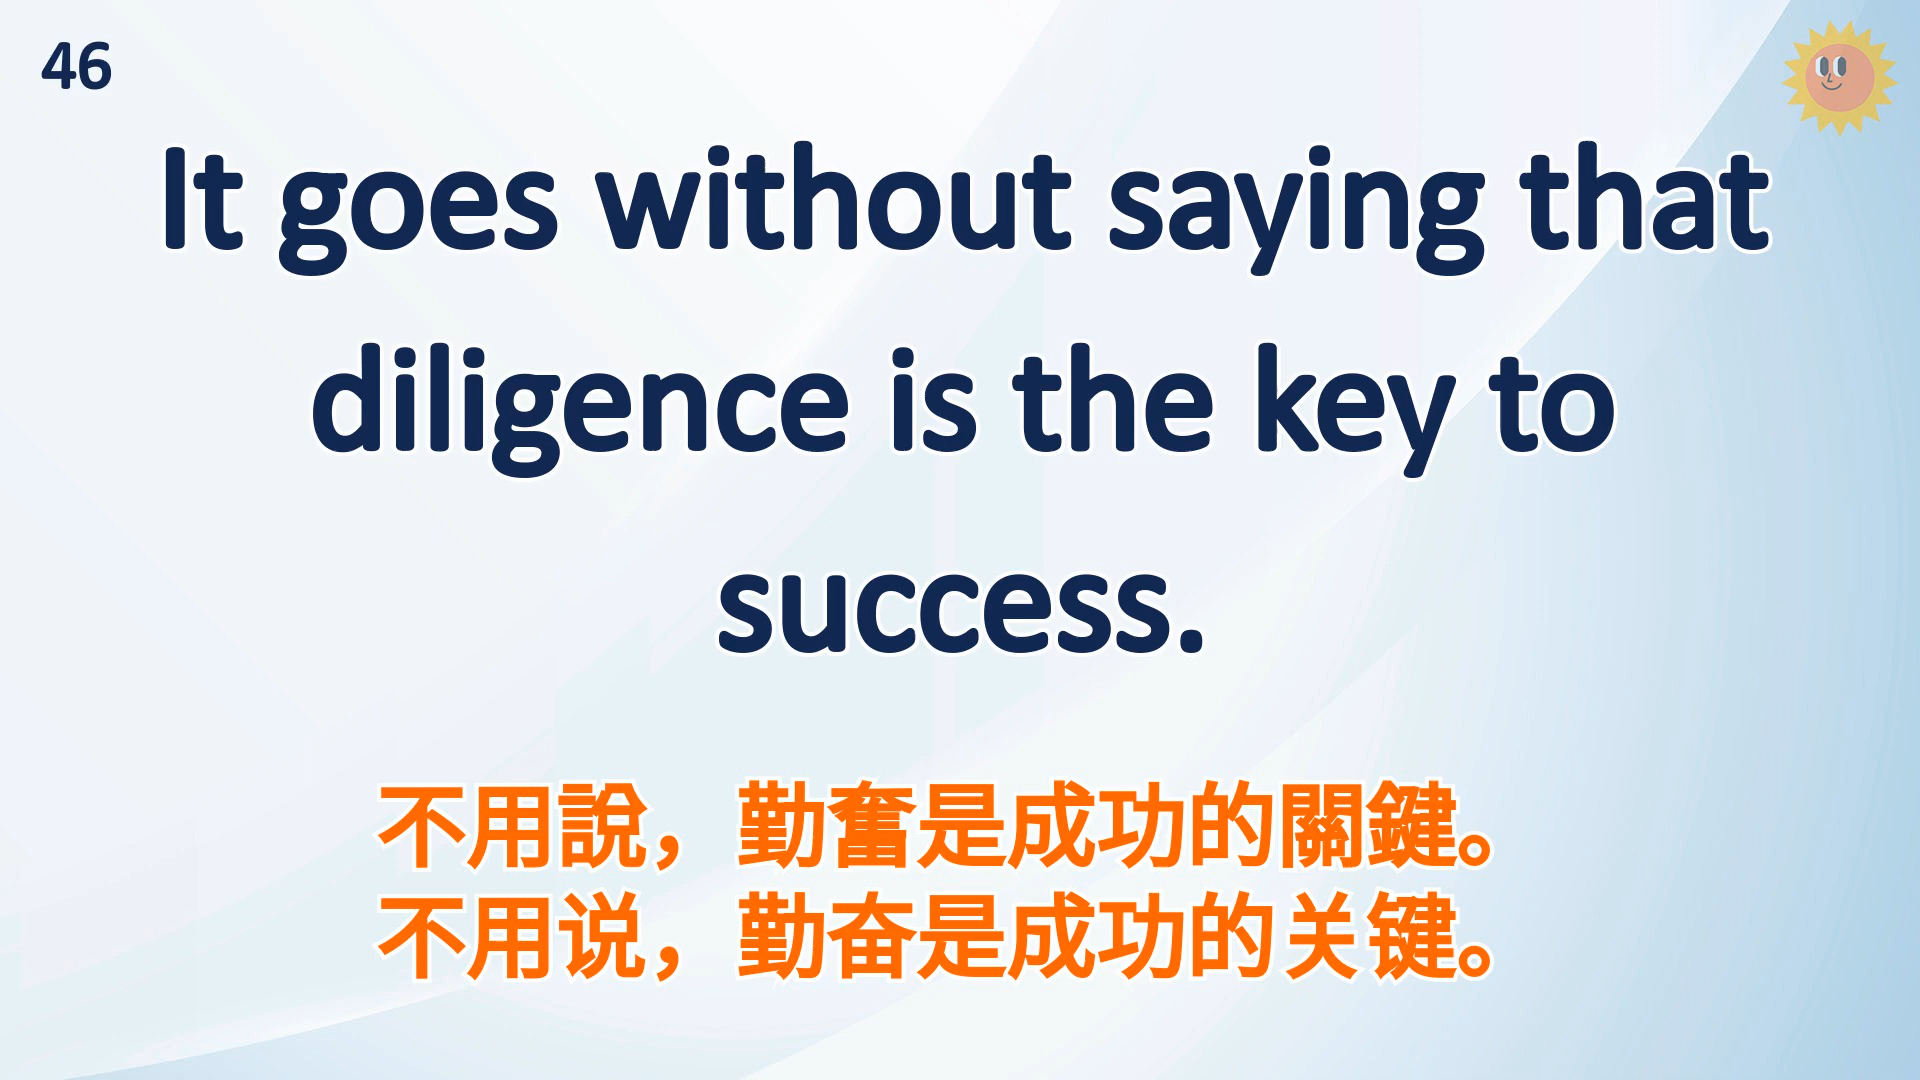 46
It goes without saying that
diligence is the key to
success.
不用說，勤奮是成功的關鍵。
不用说，勤奋是成功的关键。